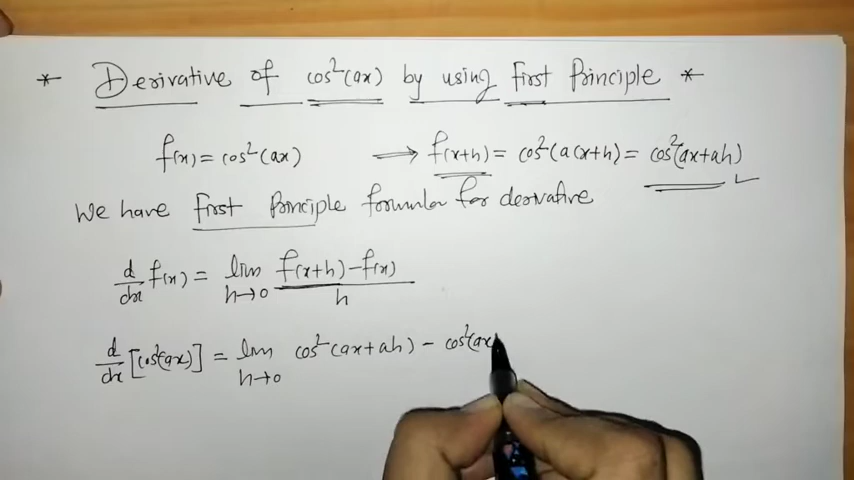 * Derivative of cos²(ax) by using First Principle *
f(x) = cos²(ax) ⟹ f(x+h) = cos²(a(x+h) = cos²(ax+ah)
We have First Principle formula for derivative
d/dx f(x) = lim h→0 f(x+h) - f(x) / h
d/dx [cos²(ax)] = lim h→0 cos²(ax+ah) - cos²(ax